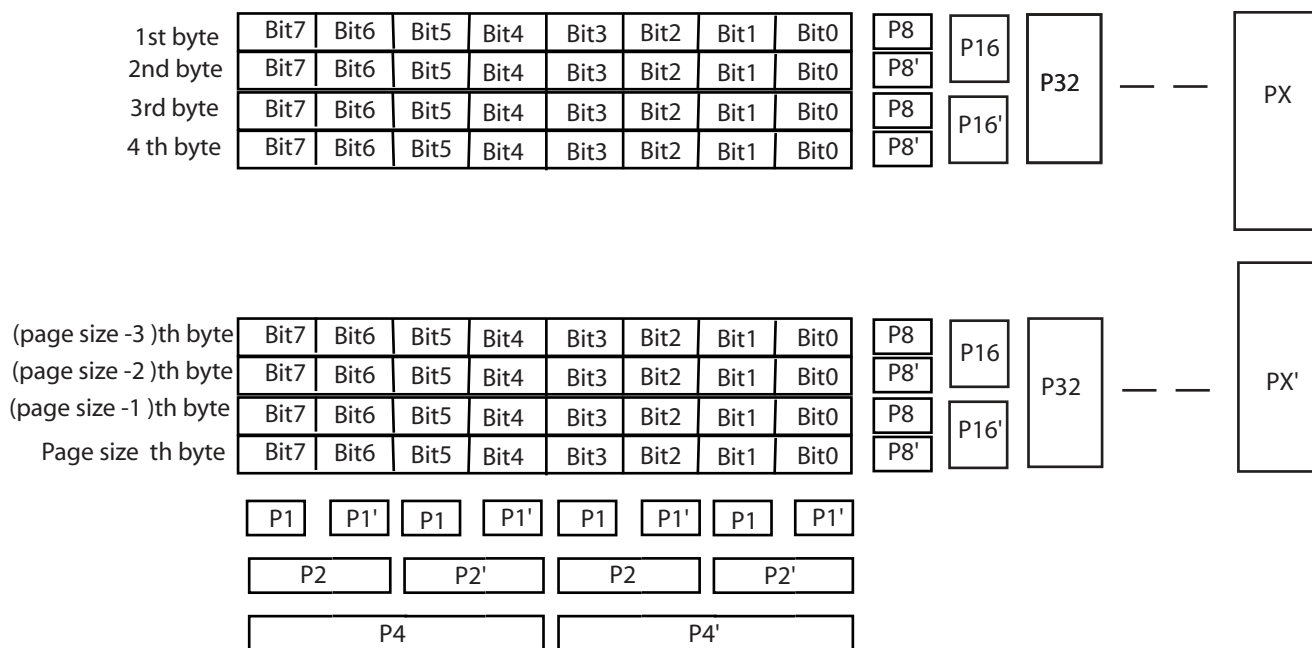 1st byte Bit7 Bit6 Bit5 Bit4 Bit3 Bit2 Bit1 Bit0 P8 P16 P32 PX
2nd byte Bit7 Bit6 Bit5 Bit4 Bit3 Bit2 Bit1 Bit0 P8'
3rd byte Bit7 Bit6 Bit5 Bit4 Bit3 Bit2 Bit1 Bit0 P8 P16'
4 th byte Bit7 Bit6 Bit5 Bit4 Bit3 Bit2 Bit1 Bit0 P8'
(page size -3 )th byte Bit7 Bit6 Bit5 Bit4 Bit3 Bit2 Bit1 Bit0 P8 P16 P32 PX'
(page size -2 )th byte Bit7 Bit6 Bit5 Bit4 Bit3 Bit2 Bit1 Bit0 P8'
(page size -1 )th byte Bit7 Bit6 Bit5 Bit4 Bit3 Bit2 Bit1 Bit0 P8 P16'
Page size th byte Bit7 Bit6 Bit5 Bit4 Bit3 Bit2 Bit1 Bit0 P8'
P1 P1' P1 P1' P1 P1' P1 P1'
P2 P2' P2 P2'
P4 P4'